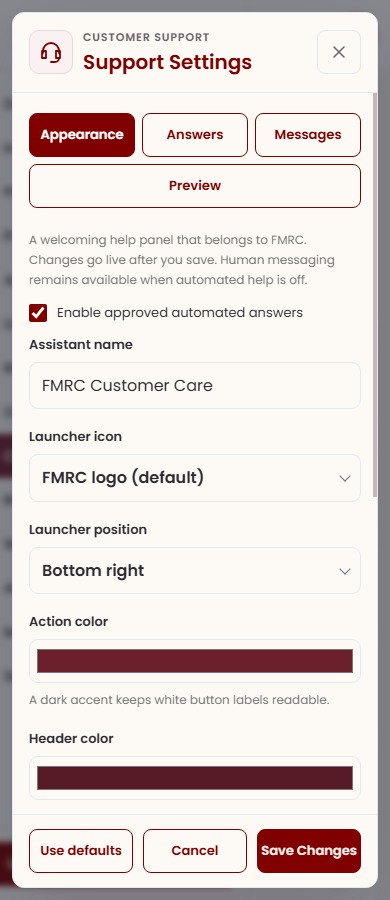 CUSTOMER SUPPORT
Support Settings
Appearance
Answers
Messages
Preview
A welcoming help panel that belongs to FMRC.
Changes go live after you save. Human messaging
remains available when automated help is off.
Enable approved automated answers
Assistant name
FMRC Customer Care
Launcher icon
FMRC logo (default)
Launcher position
Bottom right
Action color
A dark accent keeps white button labels readable.
Header color
Use defaults
Cancel
Save Changes